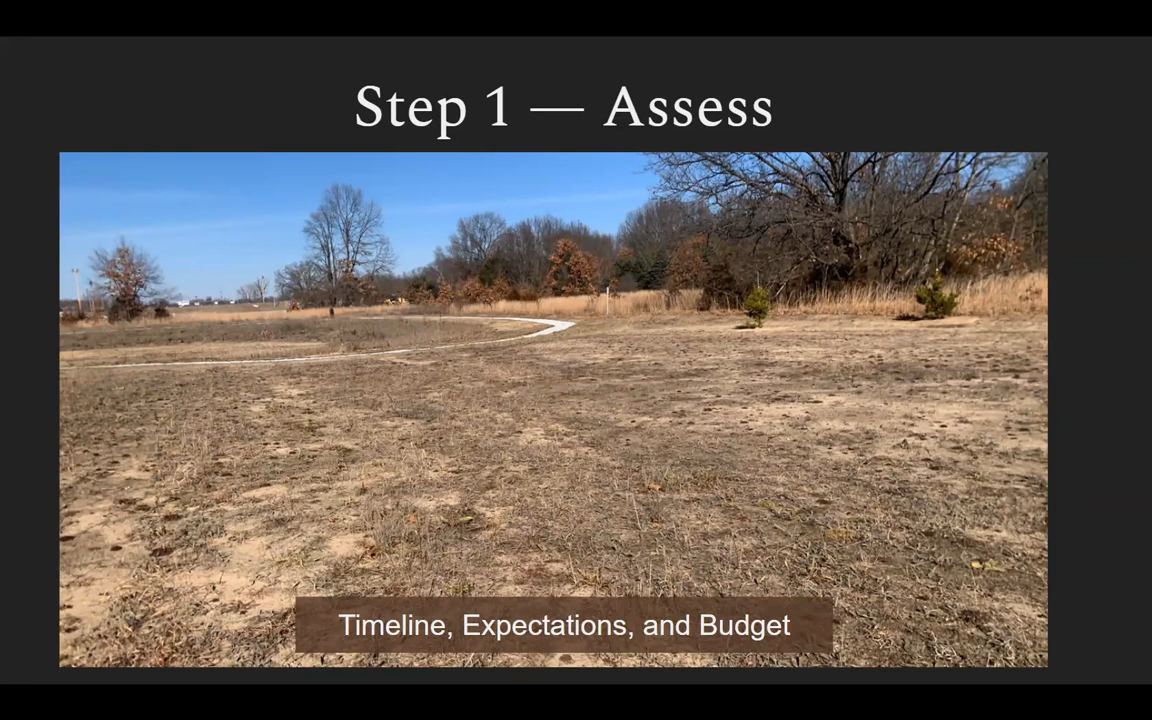 Step 1 — Assess
Timeline, Expectations, and Budget